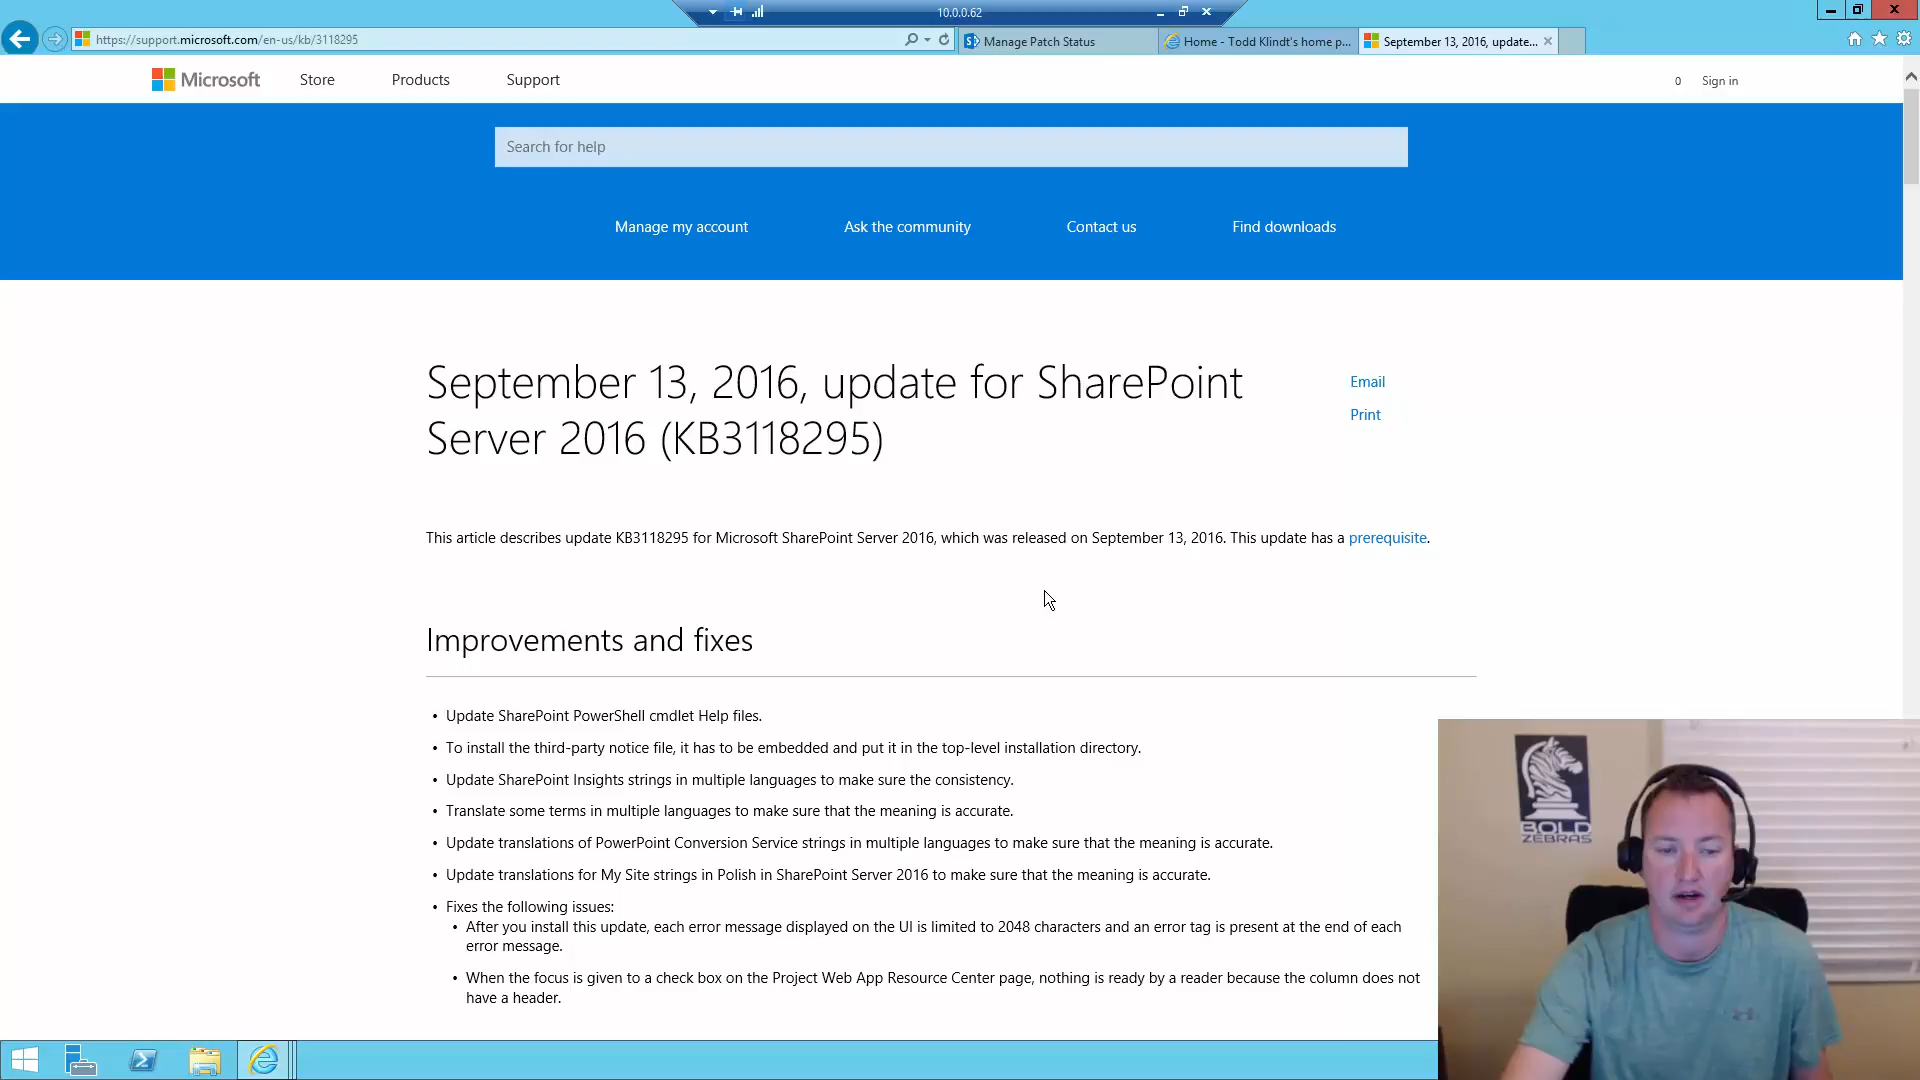 10.0.0.62
https://support.microsoft.com/en-us/kb/3118295
Manage Patch Status
Home - Todd Klindt's home p...
September 13, 2016, update...
Microsoft
Store
Products
Support
0
Sign in
Search for help
Manage my account
Ask the community
Contact us
Find downloads
September 13, 2016, update for SharePoint
Server 2016 (KB3118295)
Email
Print
This article describes update KB3118295 for Microsoft SharePoint Server 2016, which was released on September 13, 2016. This update has a prerequisite.
Improvements and fixes
• Update SharePoint PowerShell cmdlet Help files.
• To install the third-party notice file, it has to be embedded and put it in the top-level installation directory.
• Update SharePoint Insights strings in multiple languages to make sure the consistency.
• Translate some terms in multiple languages to make sure that the meaning is accurate.
• Update translations of PowerPoint Conversion Service strings in multiple languages to make sure that the meaning is accurate.
• Update translations for My Site strings in Polish in SharePoint Server 2016 to make sure that the meaning is accurate.
• Fixes the following issues:
• After you install this update, each error message displayed on the UI is limited to 2048 characters and an error tag is present at the end of each
error message.
• When the focus is given to a check box on the Project Web App Resource Center page, nothing is ready by a reader because the column does not
have a header.
BOLD
ZEBRAS